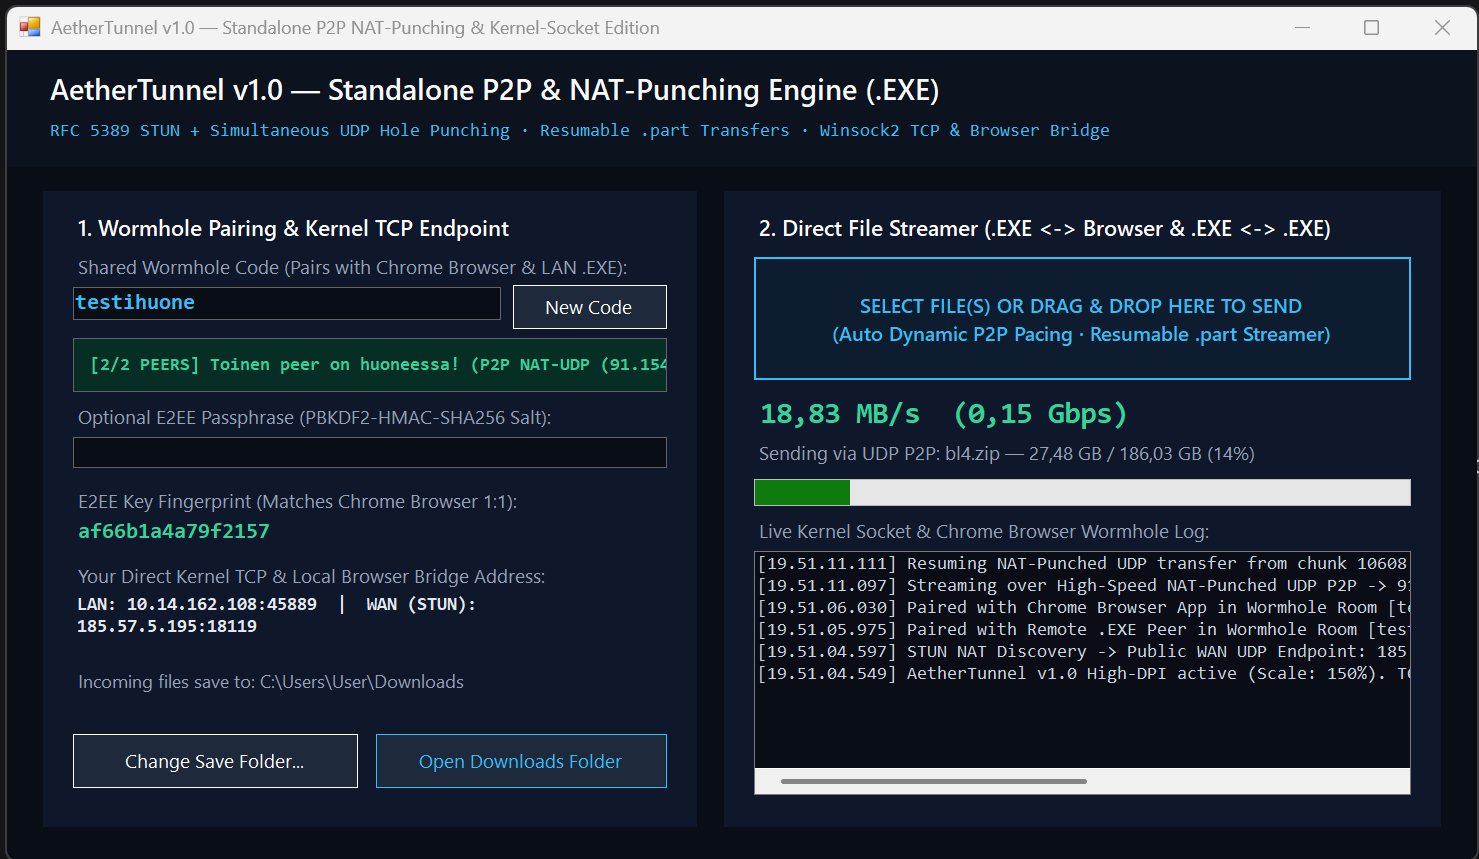 AetherTunnel v1.0 — Standalone P2P NAT-Punching & Kernel-Socket Edition
AetherTunnel v1.0 — Standalone P2P & NAT-Punching Engine (.EXE)
RFC 5389 STUN + Simultaneous UDP Hole Punching · Resumable .part Transfers · Winsock2 TCP & Browser Bridge
1. Wormhole Pairing & Kernel TCP Endpoint
Shared Wormhole Code (Pairs with Chrome Browser & LAN .EXE):
testihuone
New Code
[2/2 PEERS] Toinen peer on huoneessa! (P2P NAT-UDP (91.154
Optional E2EE Passphrase (PBKDF2-HMAC-SHA256 Salt):
E2EE Key Fingerprint (Matches Chrome Browser 1:1):
af66b1a4a79f2157
Your Direct Kernel TCP & Local Browser Bridge Address:
LAN: 10.14.162.108:45889 | WAN (STUN):
185.57.5.195:18119
Incoming files save to: C:\Users\User\Downloads
Change Save Folder...
Open Downloads Folder
2. Direct File Streamer (.EXE <-> Browser & .EXE <-> .EXE)
SELECT FILE(S) OR DRAG & DROP HERE TO SEND
(Auto Dynamic P2P Pacing · Resumable .part Streamer)
18,83 MB/s (0,15 Gbps)
Sending via UDP P2P: bl4.zip — 27,48 GB / 186,03 GB (14%)
Live Kernel Socket & Chrome Browser Wormhole Log:
[19.51.11.111] Resuming NAT-Punched UDP transfer from chunk 10608
[19.51.11.097] Streaming over High-Speed NAT-Punched UDP P2P -> 91
[19.51.06.030] Paired with Chrome Browser App in Wormhole Room [te
[19.51.05.975] Paired with Remote .EXE Peer in Wormhole Room [tes
[19.51.04.597] STUN NAT Discovery -> Public WAN UDP Endpoint: 185
[19.51.04.549] AetherTunnel v1.0 High-DPI active (Scale: 150%). TC